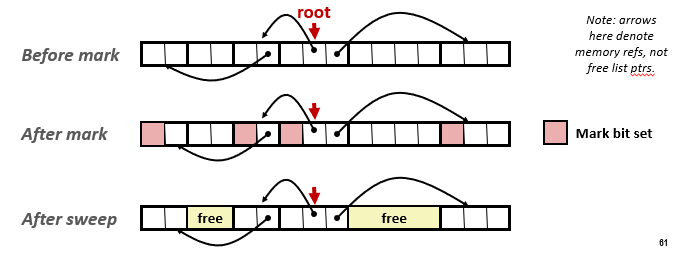 root
Note: arrows
here denote
memory refs, not
free list ptrs.
Before mark
After mark
Mark bit set
After sweep
free
free
61